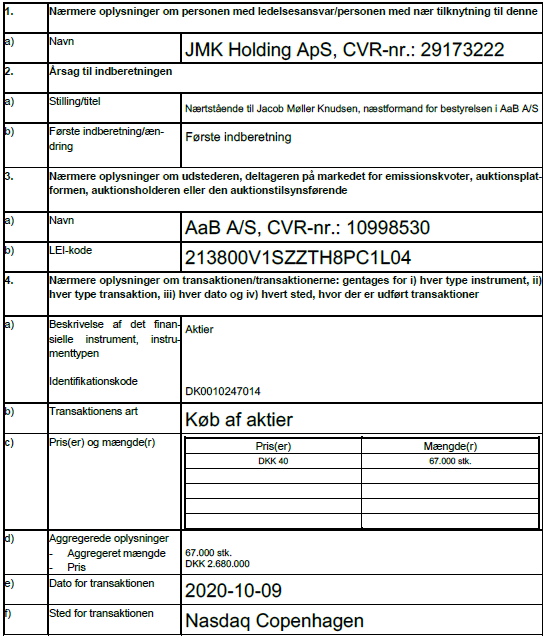 1. Nærmere oplysninger om personen med ledelsesansvar/personen med nær tilknytning til denne
a) Navn JMK Holding ApS, CVR-nr.: 29173222
2. Årsag til indberetningen
a) Stilling/titel Nærtstående til Jacob Møller Knudsen, næstformand for bestyrelsen i AaB A/S
b) Første indberetning/æn-
dring
Første indberetning
3. Nærmere oplysninger om udstederen, deltageren på markedet for emissionskvoter, auktionsplat-
formen, auktionsholderen eller den auktionstilsynsførende
a) Navn AaB A/S, CVR-nr.: 10998530
b) LEI-kode 213800V1SZZTH8PC1L04
4. Nærmere oplysninger om transaktionen/transaktionerne: gentages for i) hver type instrument, ii)
hver type transaktion, iii) hver dato og iv) hvert sted, hvor der er udført transaktioner
a) Beskrivelse af det finan-
sielle instrument, instru-
menttypen
Aktier
Identifikationskode
DK0010247014
b) Transaktionens art Køb af aktier
c) Pris(er) og mængde(r) Pris(er) Mængde(r)
DKK 40 67.000 stk.
d) Aggregerede oplysninger
- Aggregeret mængde 67.000 stk.
- Pris DKK 2.680.000
e) Dato for transaktionen 2020-10-09
f) Sted for transaktionen Nasdaq Copenhagen